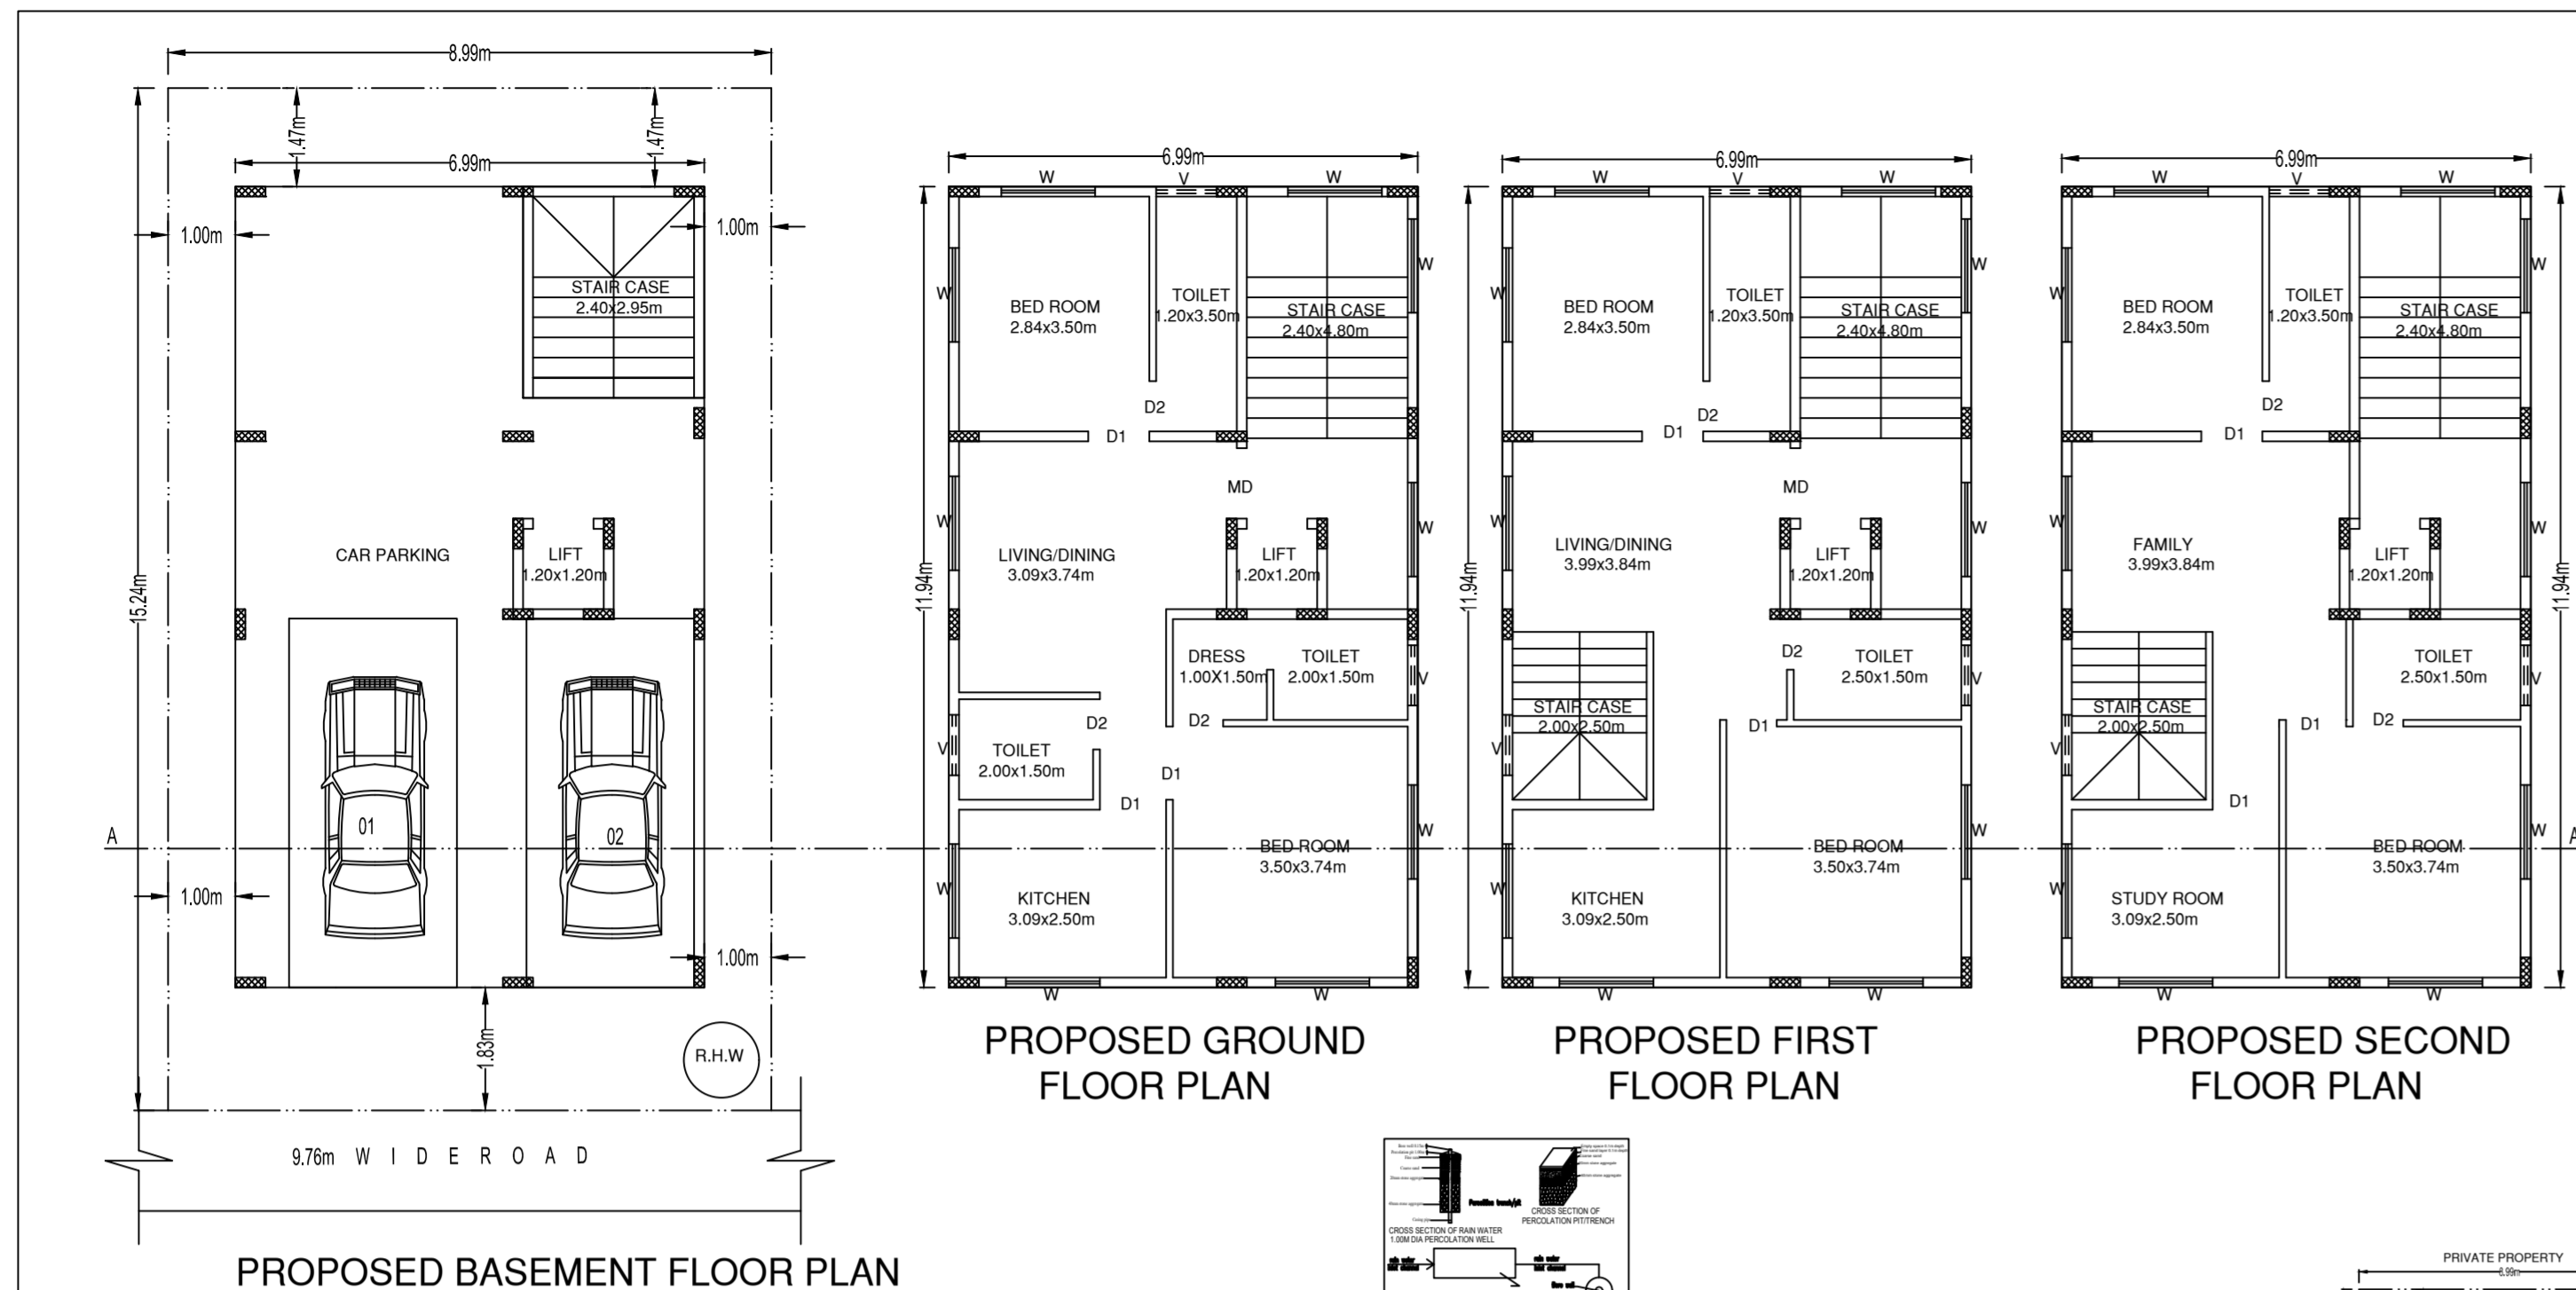 8.99m
1.47m
1.47m
6.99m
1.00m
1.00m
STAIR CASE
2.40x2.95m
CAR PARKING
LIFT
1.20x1.20m
15.24m
01
02
A
1.00m
1.00m
1.83m
R.H.W
9.76m W I D E R O A D
PROPOSED BASEMENT FLOOR PLAN
6.99m
W
V
W
W
W
BED ROOM
2.84x3.50m
TOILET
1.20x3.50m
STAIR CASE
2.40x4.80m
D2
D1
MD
W
W
LIVING/DINING
3.09x3.74m
LIFT
1.20x1.20m
11.94m
DRESS
1.00X1.50m
TOILET
2.00x1.50m
V
D2
D2
V
TOILET
2.00x1.50m
D1
D1
W
W
BED ROOM
3.50x3.74m
KITCHEN
3.09x2.50m
W
W
PROPOSED GROUND
FLOOR PLAN
6.99m
W
V
W
W
W
BED ROOM
2.84x3.50m
TOILET
1.20x3.50m
STAIR CASE
2.40x4.80m
D2
D1
MD
W
W
LIVING/DINING
3.99x3.84m
LIFT
1.20x1.20m
11.94m
D2
TOILET
2.50x1.50m
V
STAIR CASE
2.00x2.50m
D1
V
W
W
BED ROOM
3.50x3.74m
KITCHEN
3.09x2.50m
W
W
PROPOSED FIRST
FLOOR PLAN
6.99m
W
V
W
W
W
BED ROOM
2.84x3.50m
TOILET
1.20x3.50m
STAIR CASE
2.40x4.80m
D2
D1
W
W
FAMILY
3.99x3.84m
LIFT
1.20x1.20m
11.94m
TOILET
2.50x1.50m
V
STAIR CASE
2.00x2.50m
D1
D2
V
D1
W
W
BED ROOM
3.50x3.74m
STUDY ROOM
3.09x2.50m
A
W
W
PROPOSED SECOND
FLOOR PLAN
CROSS SECTION OF RAIN WATER
1.00M DIA PERCOLATION WELL
CROSS SECTION OF
PERCOLATION PIT/TRENCH
PRIVATE PROPERTY